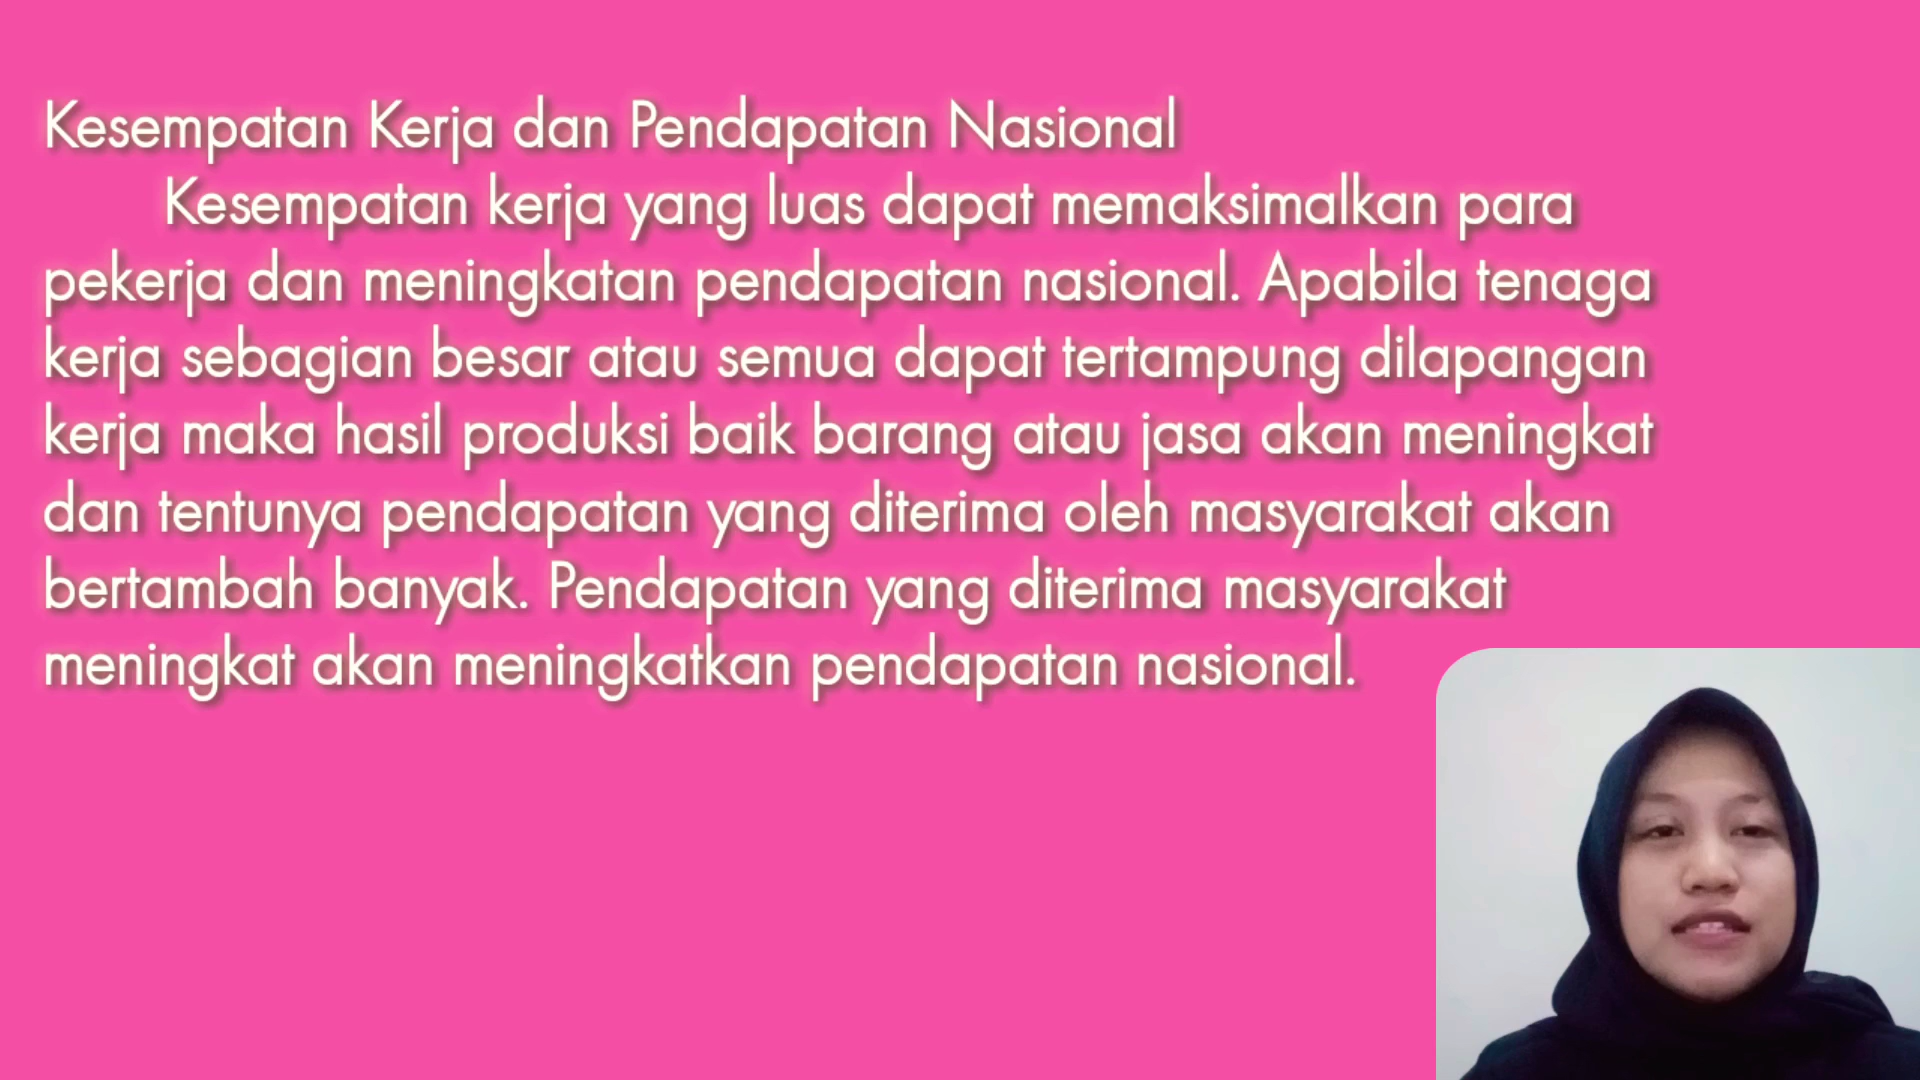 Kesempatan Kerja dan Pendapatan Nasional
Kesempatan kerja yang luas dapat memaksimalkan para
pekerja dan meningkatan pendapatan nasional. Apabila tenaga
kerja sebagian besar atau semua dapat tertampung dilapangan
kerja maka hasil produksi baik barang atau jasa akan meningkat
dan tentunya pendapatan yang diterima oleh masyarakat akan
bertambah banyak. Pendapatan yang diterima masyarakat
meningkat akan meningkatkan pendapatan nasional.